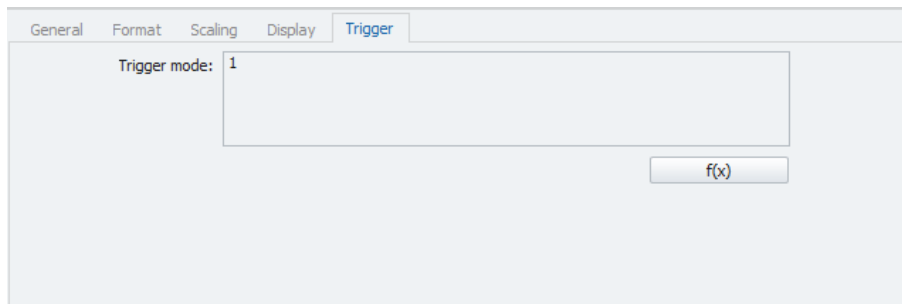 General Format Scaling Display Trigger
Trigger mode: 1
f(x)